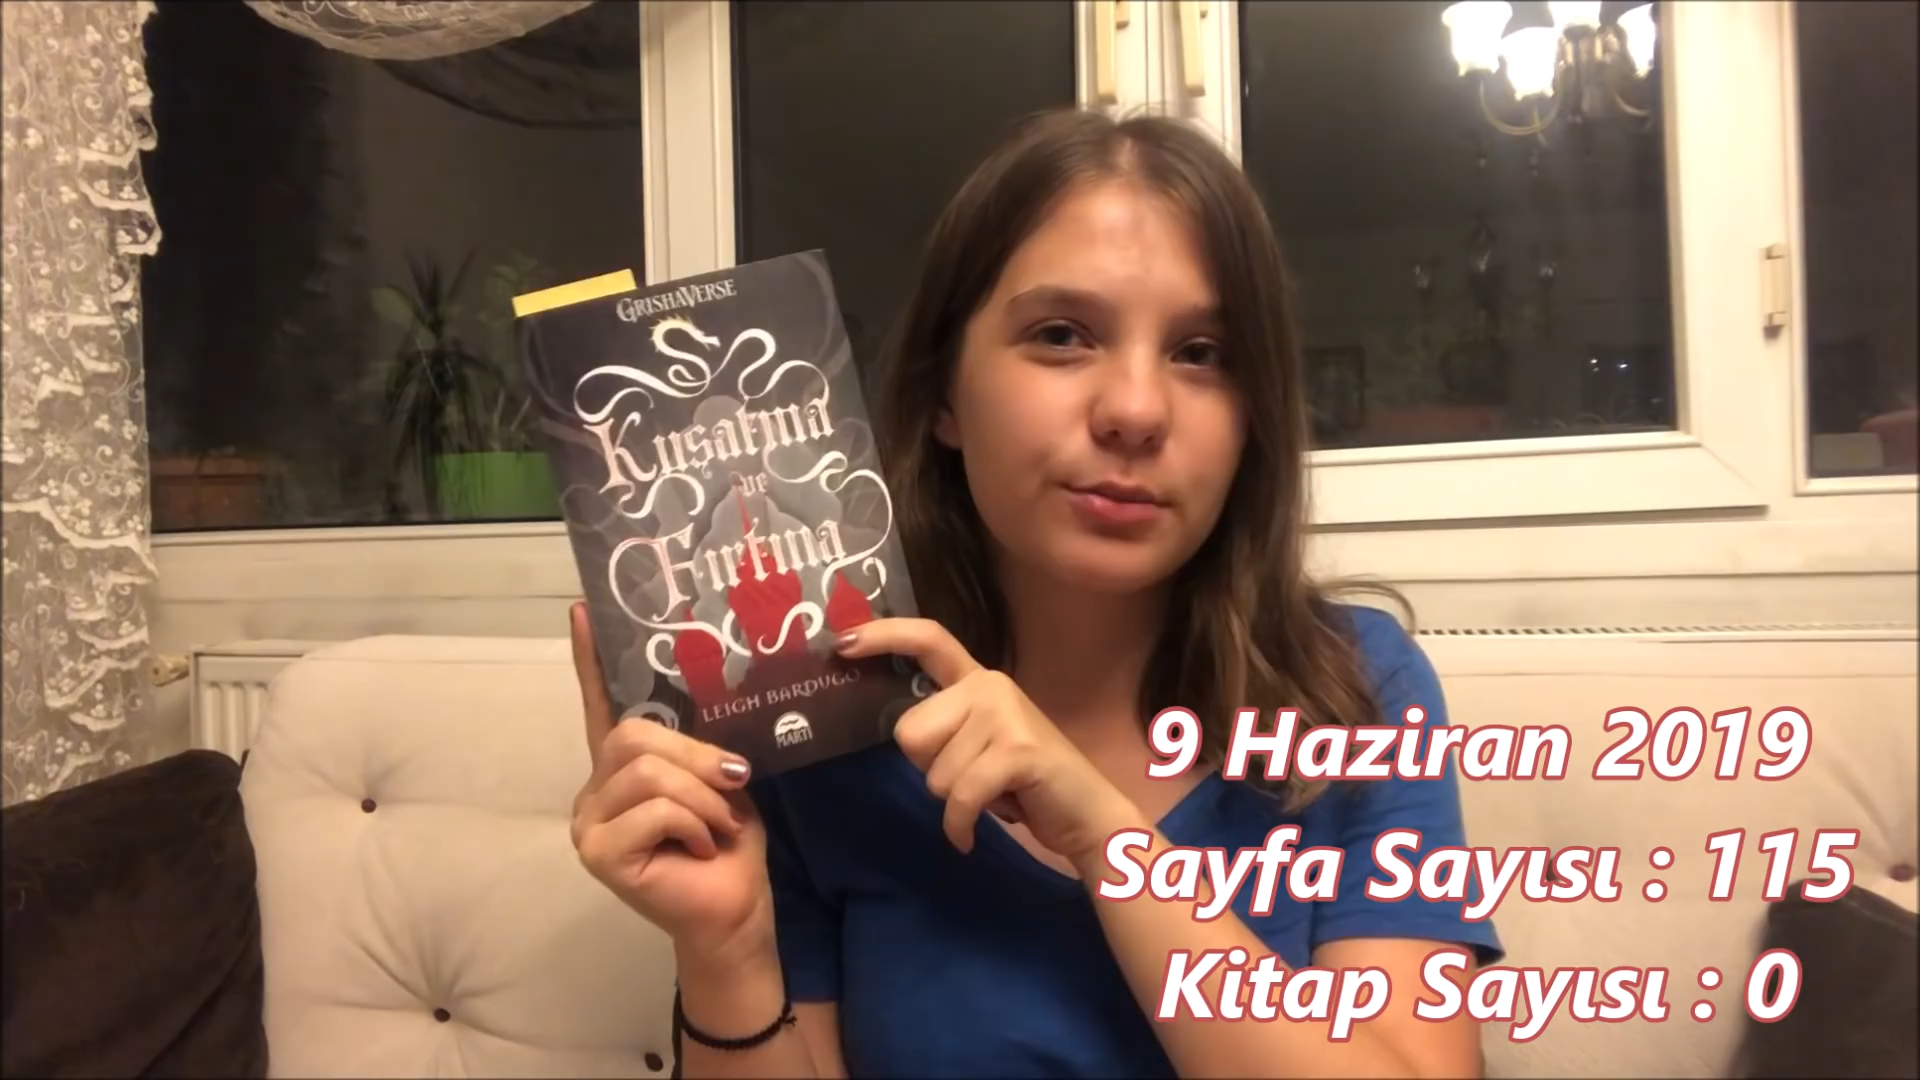 GRISHAVERSE
Kuşatma
ve
Fırtına
LEIGH BARDUGO
MARTI
9 Haziran 2019
Sayfa Sayısı : 115
Kitap Sayısı : 0